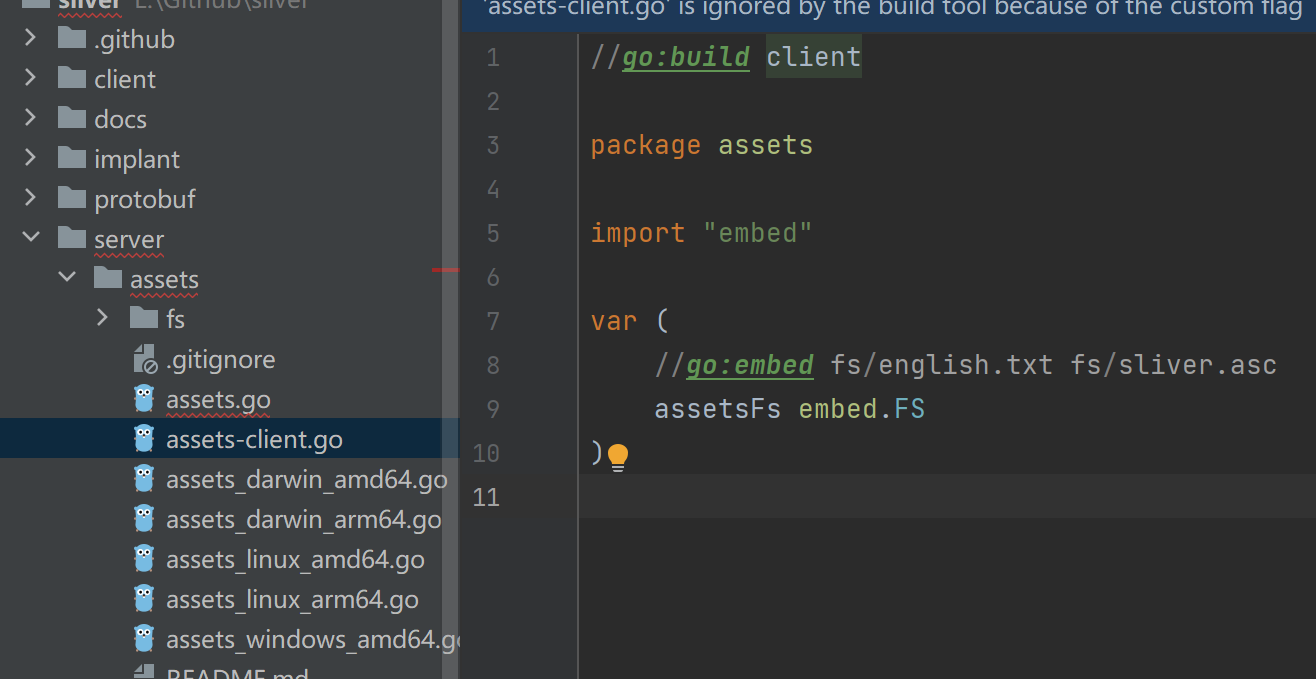 sliver E:\Github\sliver
.github
client
docs
implant
protobuf
server
assets
fs
.gitignore
assets.go
assets-client.go
assets_darwin_amd64.go
assets_darwin_arm64.go
assets_linux_amd64.go
assets_linux_arm64.go
assets_windows_amd64.go
README.md
'assets-client.go' is ignored by the build tool because of the custom flag
1 //go:build client
2
3 package assets
4
5 import "embed"
6
7 var (
8 //go:embed fs/english.txt fs/sliver.asc
9 assetsFs embed.FS
10 )
11